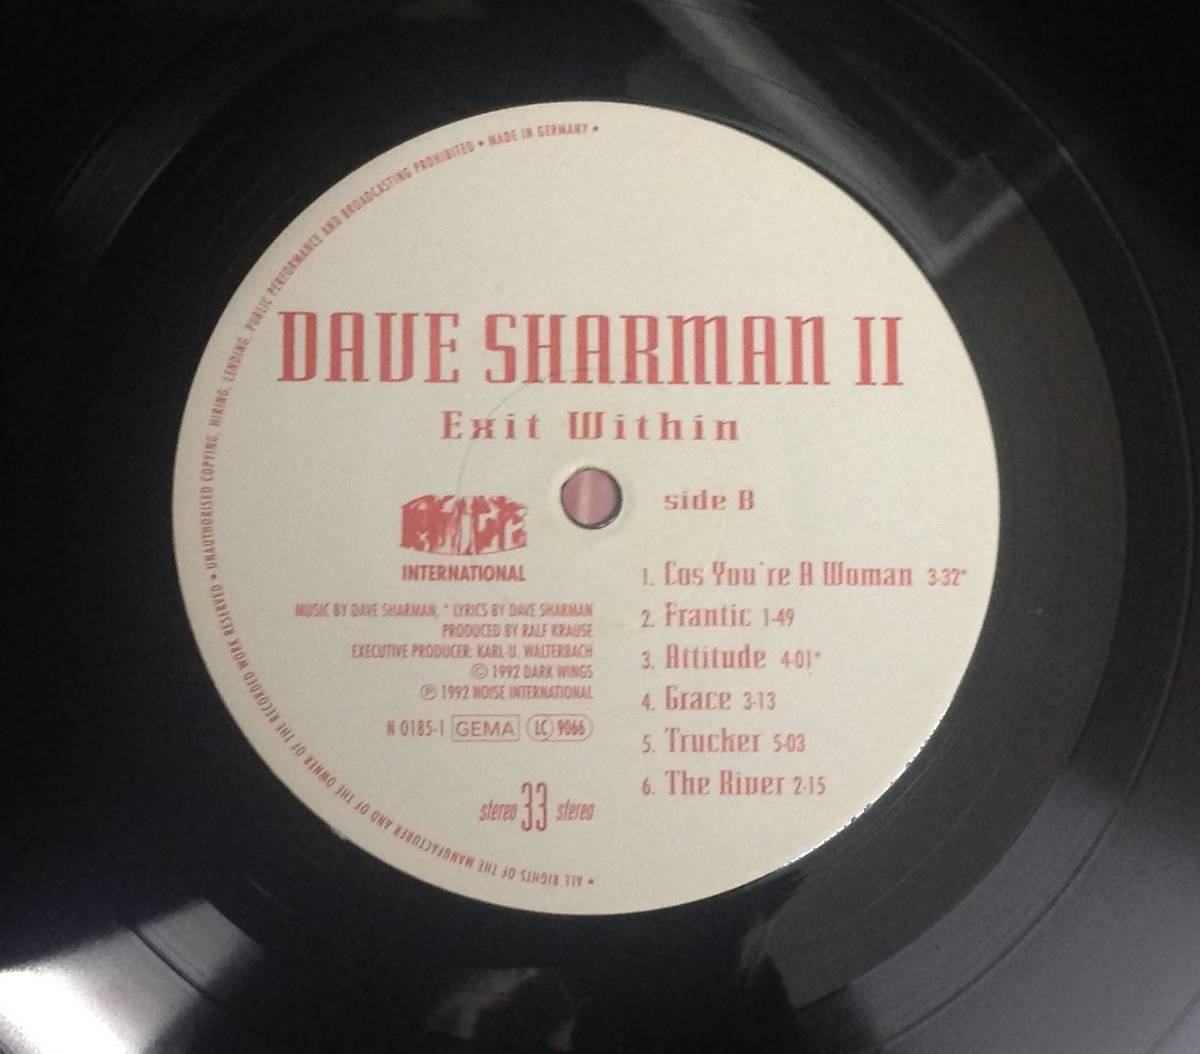 DAVE SHARMAN II
Exit Within
NOISE
INTERNATIONAL
MUSIC BY DAVE SHARMAN, * LYRICS BY DAVE SHARMAN
PRODUCED BY RALF KRAUSE
EXECUTIVE PRODUCER: KARL-U. WALTERBACH
© 1992 DARK WINGS
℗ 1992 NOISE INTERNATIONAL
N 0185-1 GEMA LC 9066
stereo 33 stereo
side B
1. Cos You're A Woman 3-32*
2. Frantic 1-49
3. Attitude 4-01*
4. Grace 3-13
5. Trucker 5-03
6. The River 2-15
• ALL RIGHTS OF THE MANUFACTURER AND OF THE OWNER OF THE RECORDED WORK RESERVED • UNAUTHORISED COPYING, HIRING, LENDING, PUBLIC PERFORMANCE AND BROADCASTING PROHIBITED • MADE IN GERMANY •